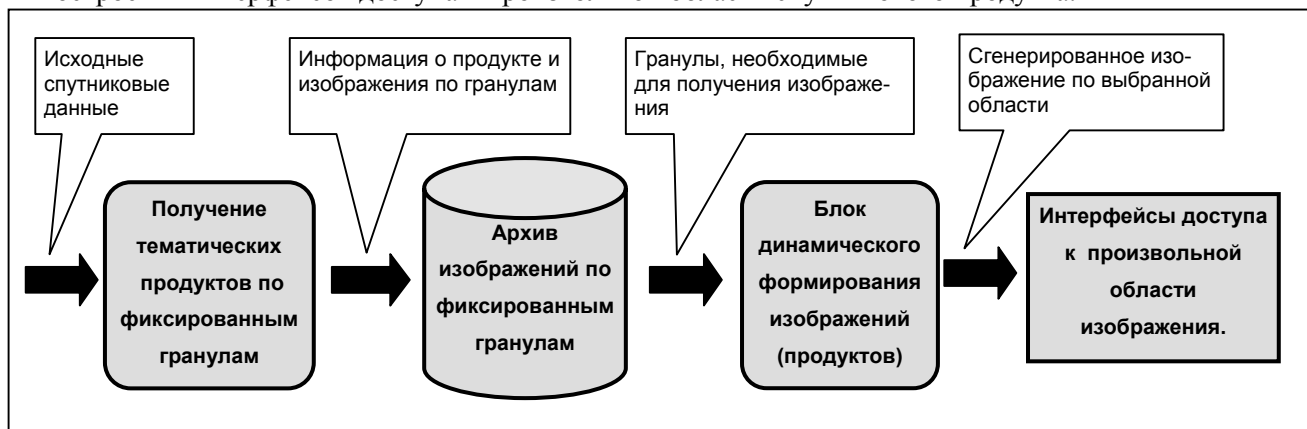 Исходные
спутниковые
данные
Информация о продукте и
изображения по гранулам
Гранулы, необходимые
для получения изображе-
ния
Сгенерированное изо-
бражение по выбранной
области
Получение
тематических
продуктов по
фиксированным
гранулам
Архив
изображений по
фиксированным
гранулам
Блок
динамического
формирования
изображений
(продуктов)
Интерфейсы доступа
к произвольной
области
изображения.